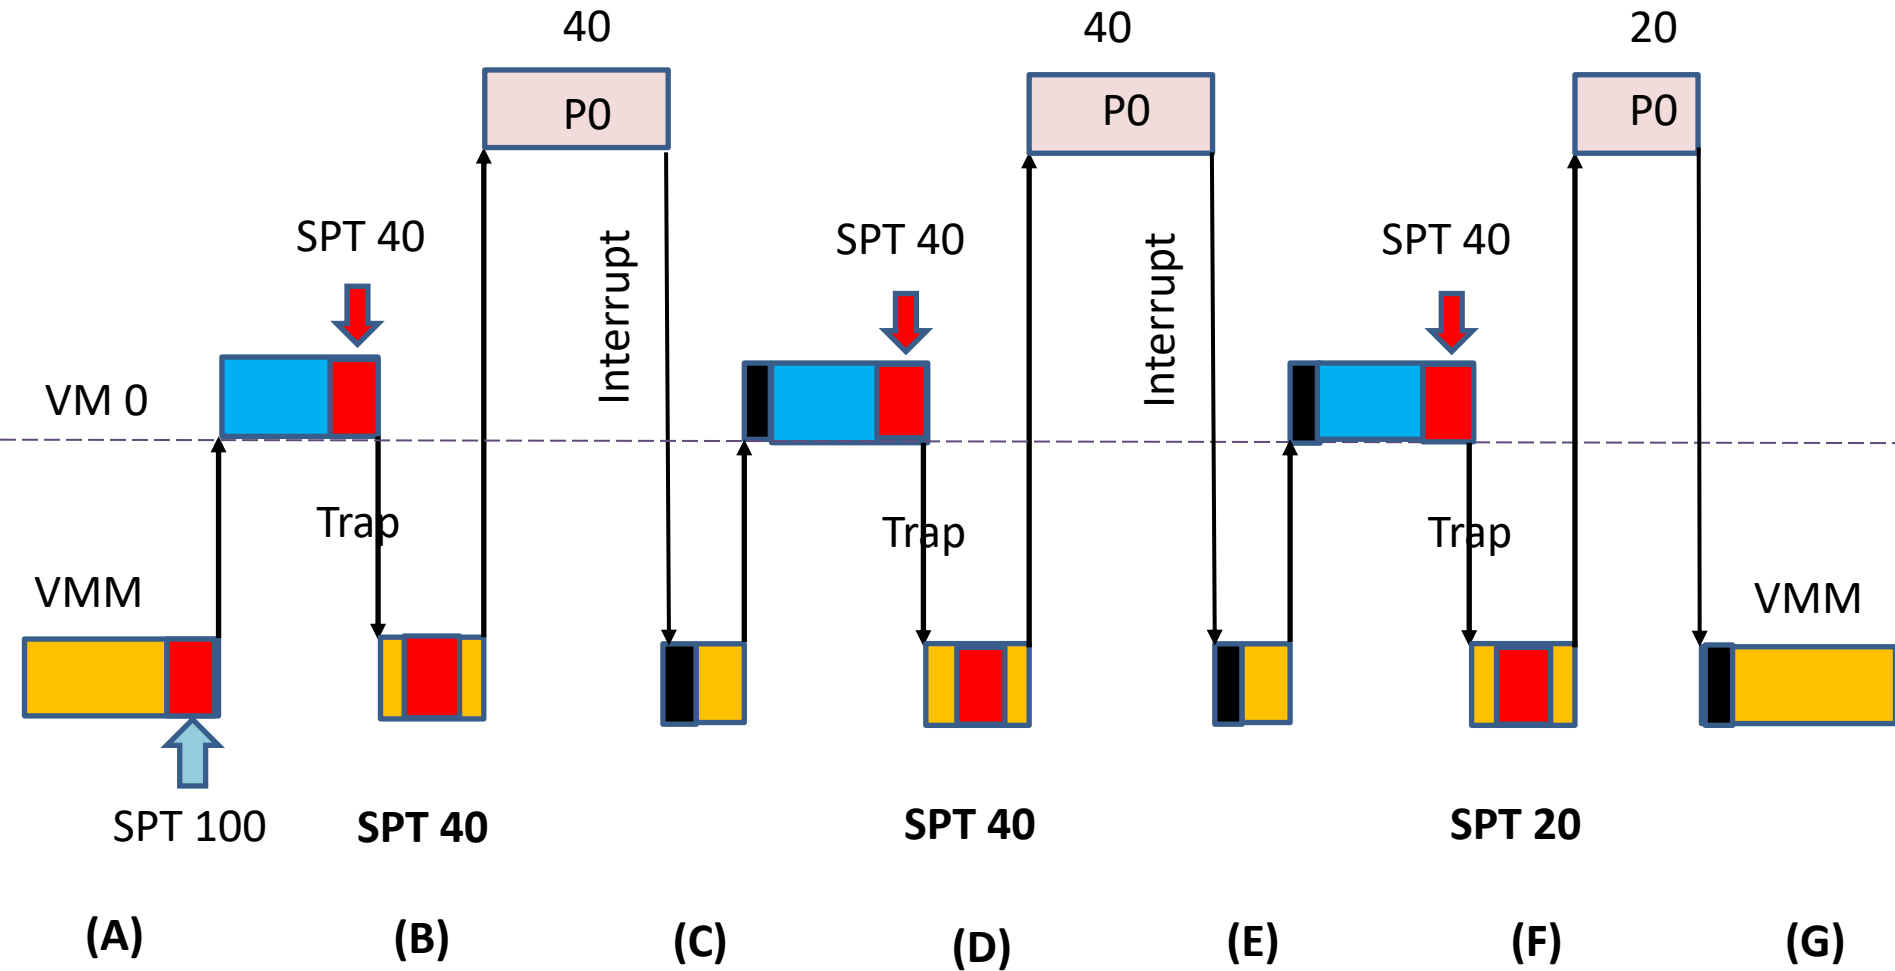 40
40
20
P0
P0
P0
SPT 40
SPT 40
SPT 40
Interrupt
Interrupt
VM 0
Trap
Trap
Trap
VMM
VMM
SPT 100
SPT 40
SPT 40
SPT 20
(A)
(B)
(C)
(D)
(E)
(F)
(G)